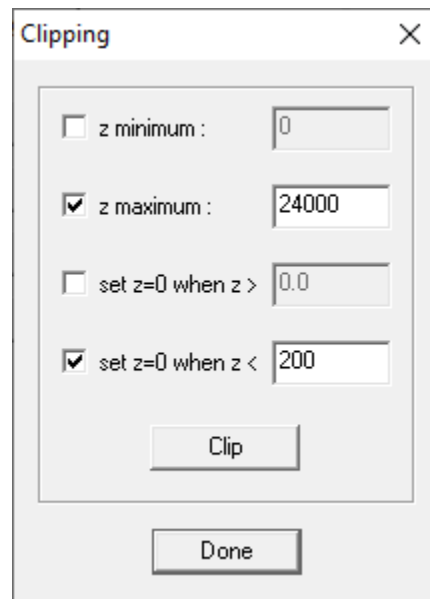 Clipping
z minimum : 0
z maximum : 24000
set z=0 when z > 0.0
set z=0 when z < 200
Clip
Done